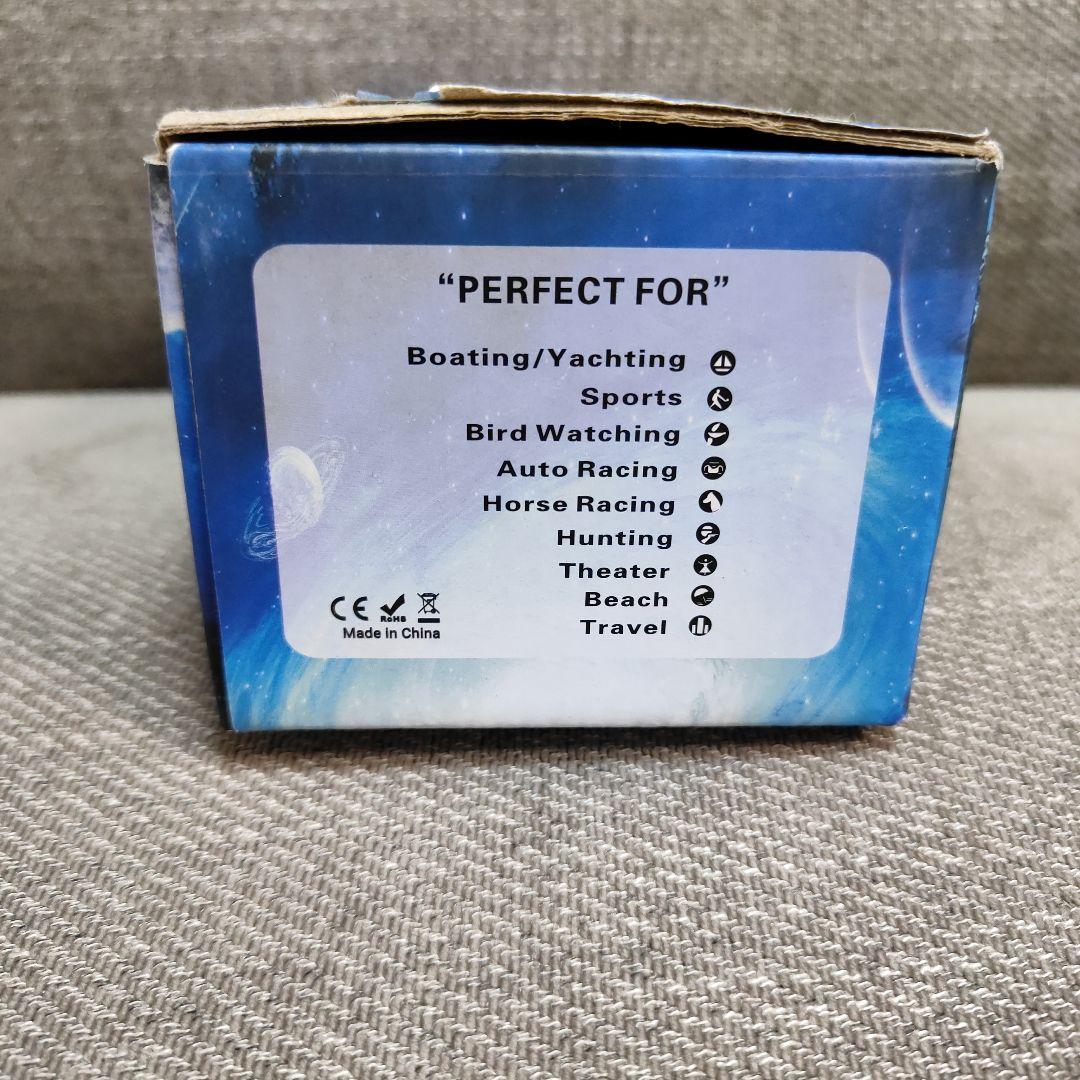 “PERFECT FOR”
Boating/Yachting
Sports
Bird Watching
Auto Racing
Horse Racing
Hunting
Theater
Beach
Travel
CE RoHS
Made in China